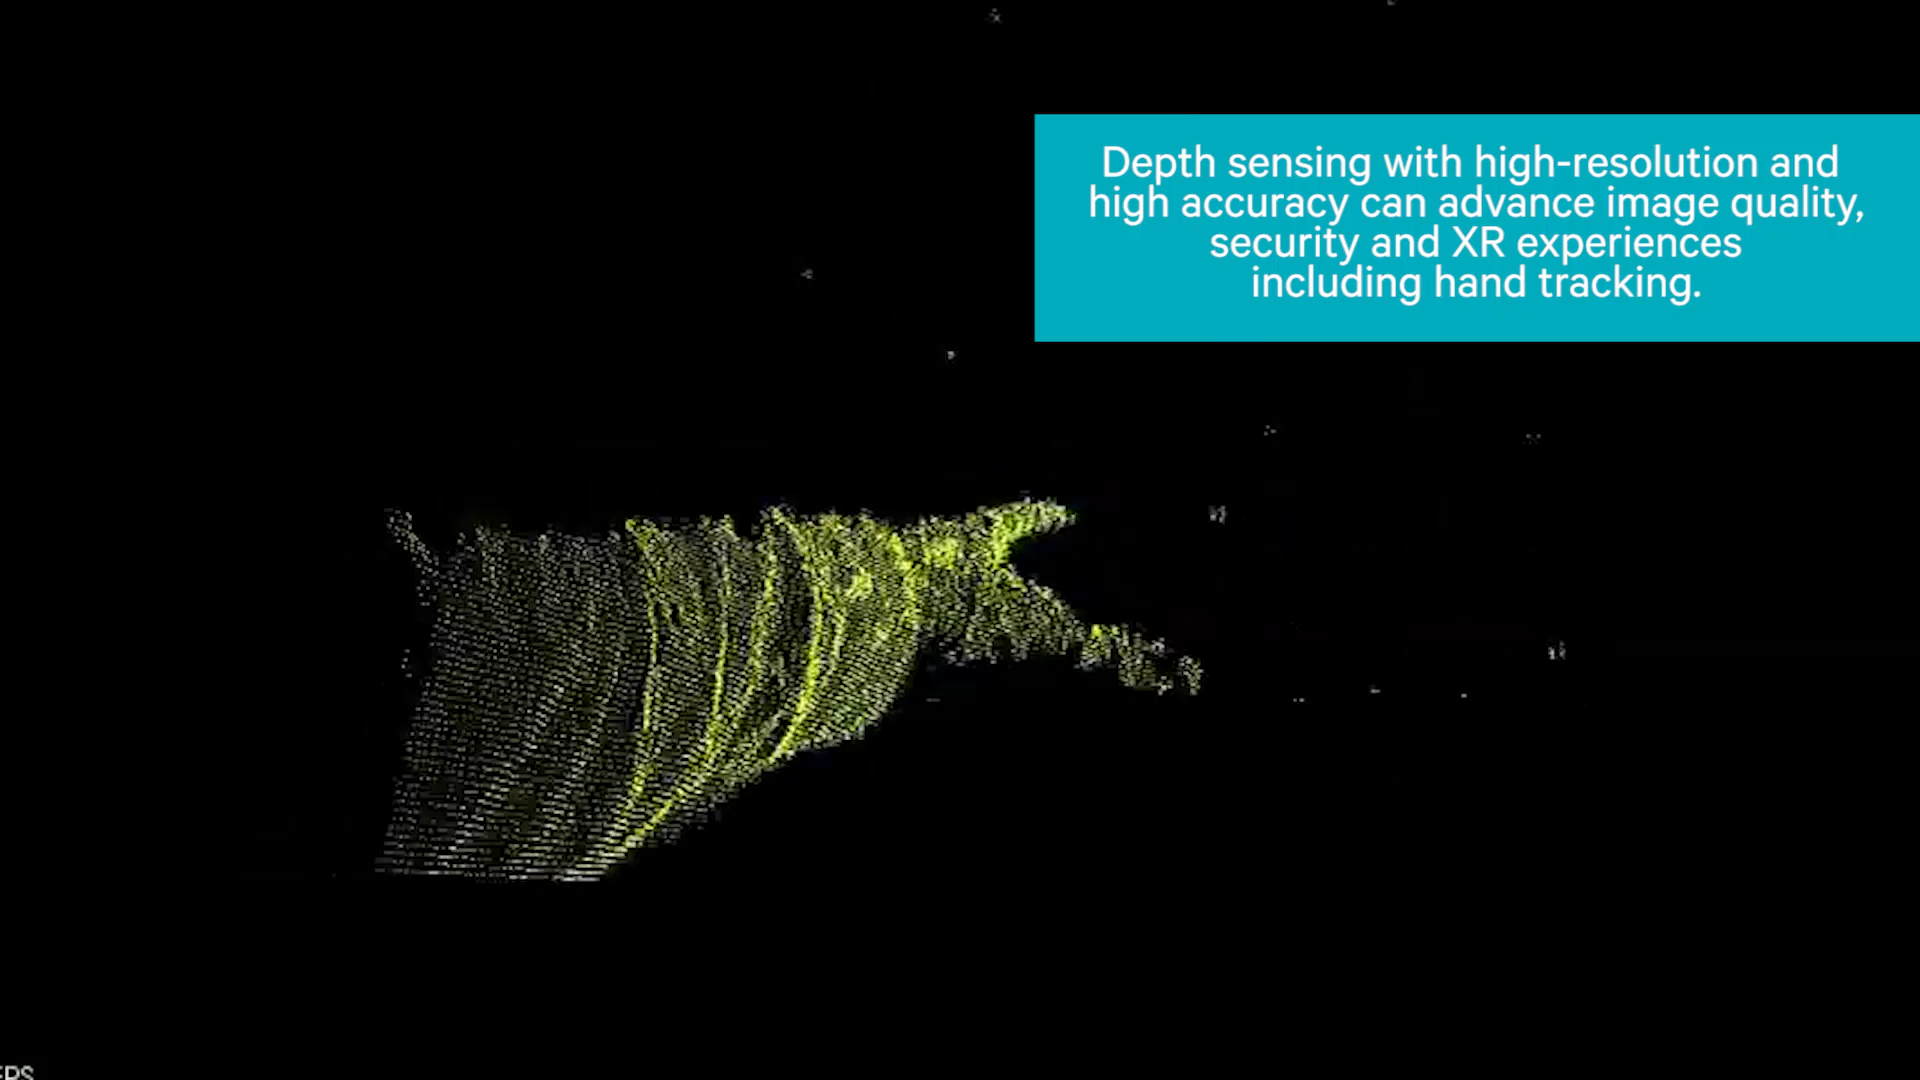 Depth sensing with high-resolution and
high accuracy can advance image quality,
security and XR experiences
including hand tracking.
FPS